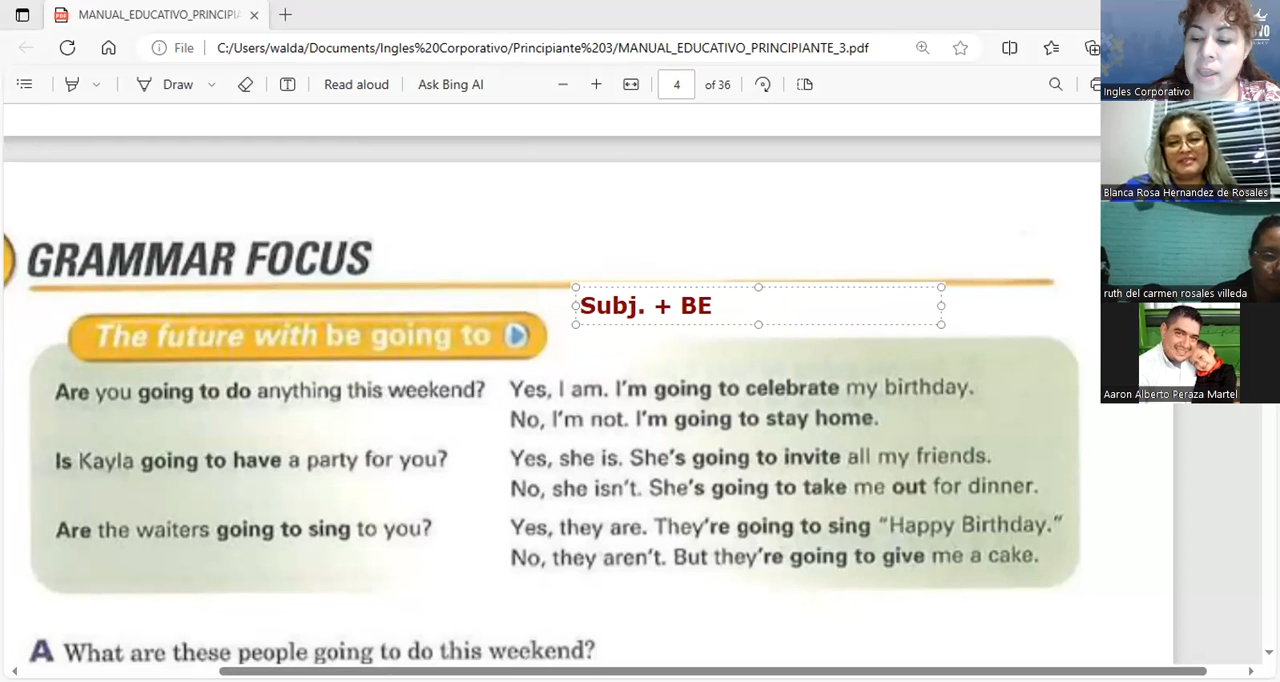 MANUAL_EDUCATIVO_PRINCIPIA
File
C:/Users/walda/Documents/Ingles%20Corporativo/Principiante%203/MANUAL_EDUCATIVO_PRINCIPIANTE_3.pdf
Draw
Read aloud
Ask Bing AI
4 of 36
Ingles Corporativo
Blanca Rosa Hernandez de Rosales
ruth del carmen rosales villeda
Aaron Alberto Peraza Martel
GRAMMAR FOCUS
Subj. + BE
The future with be going to
Are you going to do anything this weekend? Yes, I am. I'm going to celebrate my birthday.
No, I'm not. I'm going to stay home.
Is Kayla going to have a party for you? Yes, she is. She's going to invite all my friends.
No, she isn't. She's going to take me out for dinner.
Are the waiters going to sing to you? Yes, they are. They're going to sing “Happy Birthday.”
No, they aren't. But they're going to give me a cake.
A What are these people going to do this weekend?